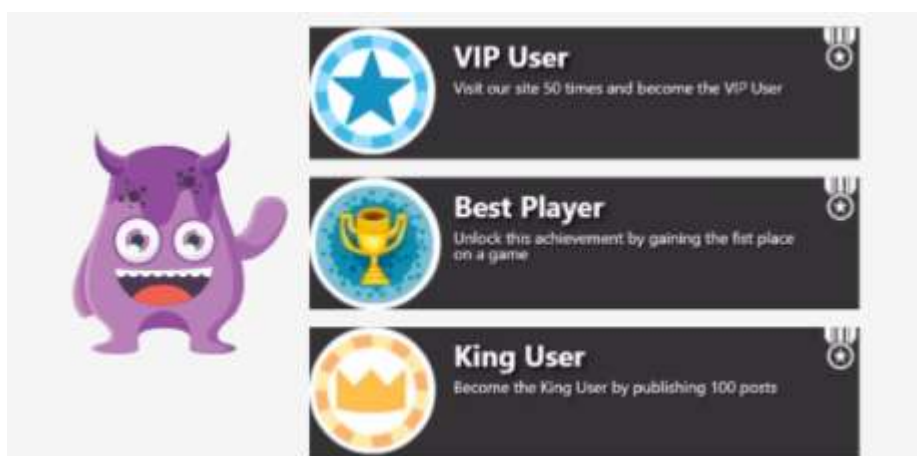 VIP User
Visit our site 50 times and become the VIP User
Best Player
Unlock this achievement by gaining the fist place
on a game
King User
Become the King User by publishing 100 posts